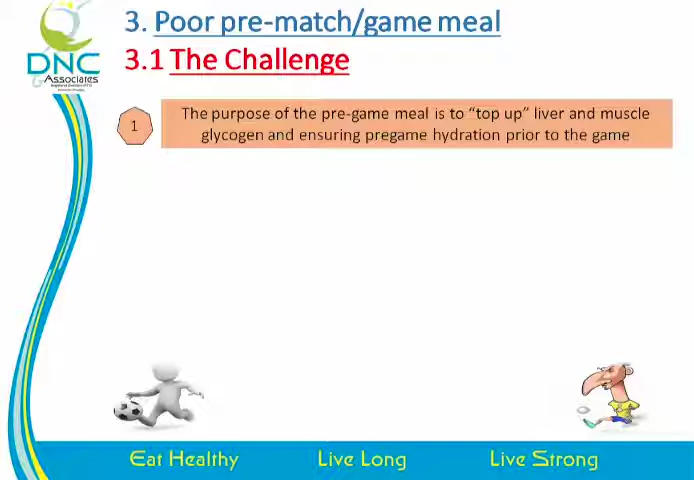 3. Poor pre-match/game meal
3.1 The Challenge
DNC
& Associates
1
The purpose of the pre-game meal is to “top up” liver and muscle
glycogen and ensuring pregame hydration prior to the game
Eat Healthy
Live Long
Live Strong